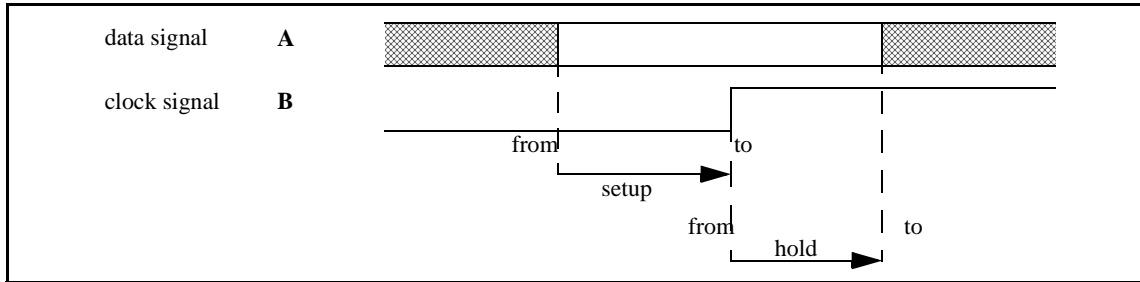 data signal A
clock signal B
from to
setup
from to
hold